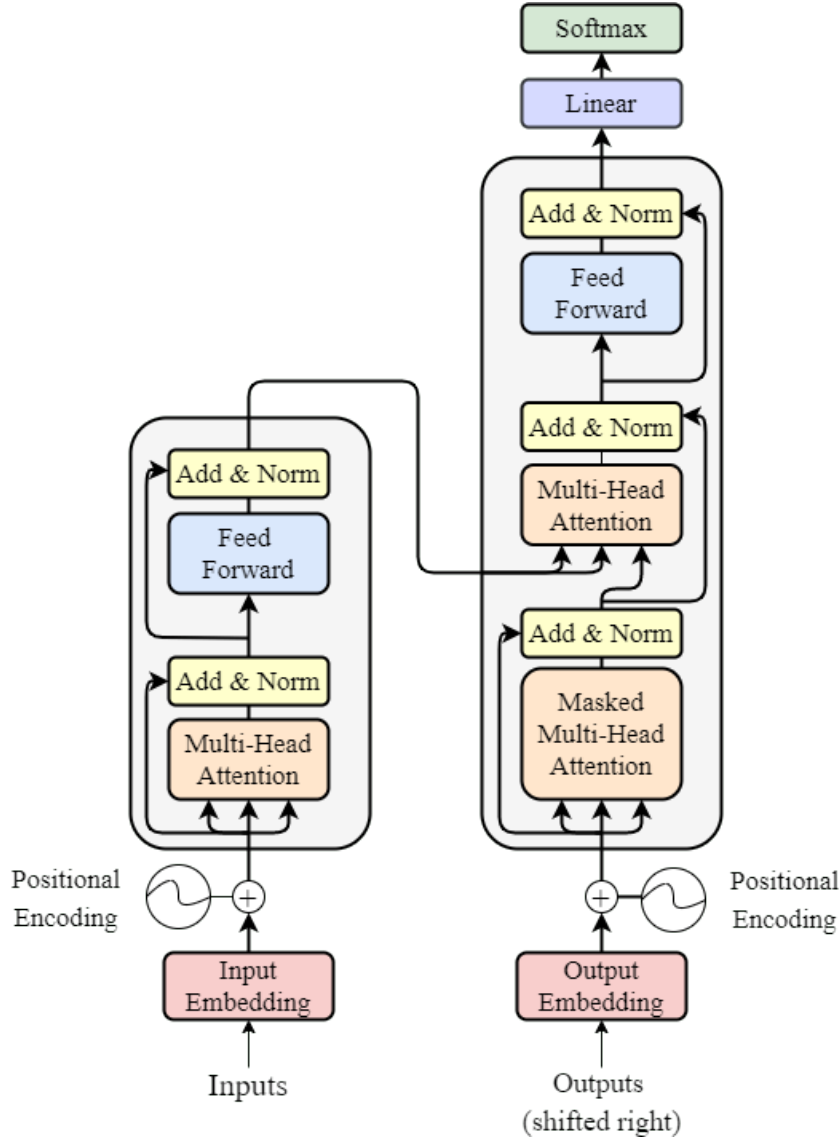 Softmax
Linear
Add & Norm
Feed
Forward
Add & Norm
Multi-Head
Attention
Add & Norm
Masked
Multi-Head
Attention
Add & Norm
Feed
Forward
Add & Norm
Multi-Head
Attention
Positional
Encoding
+
+
Positional
Encoding
Input
Embedding
Output
Embedding
Inputs
Outputs
(shifted right)